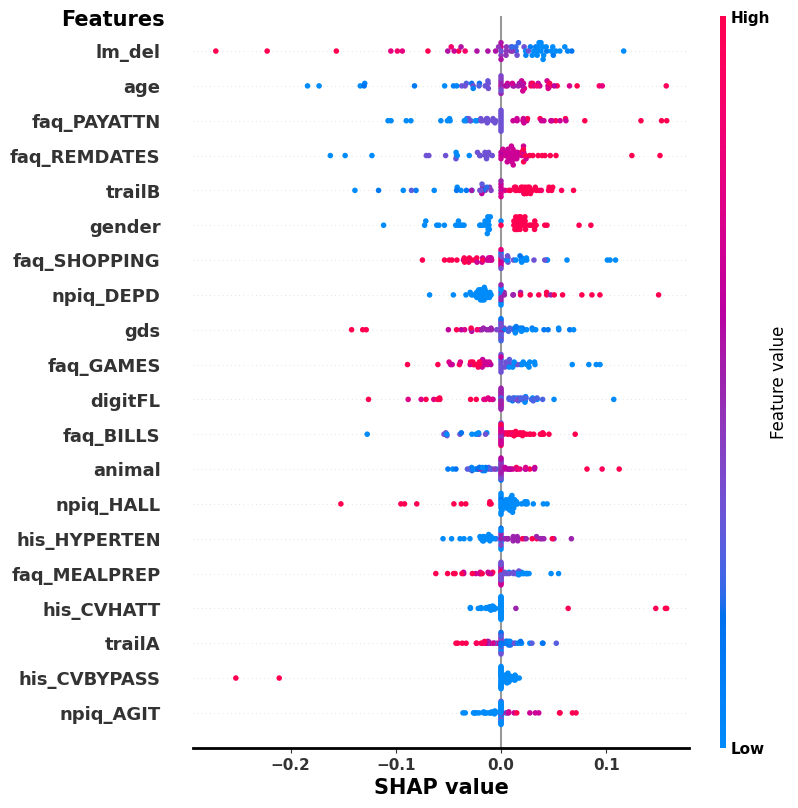 Features
High
lm_del
age
faq_PAYATTN
faq_REMDATES
trailB
gender
faq_SHOPPING
npiq_DEPD
gds
faq_GAMES
digitFL
faq_BILLS
animal
npiq_HALL
his_HYPERTEN
faq_MEALPREP
his_CVHATT
trailA
his_CVBYPASS
npiq_AGIT
Feature value
Low
−0.2 −0.1 0.0 0.1
SHAP value